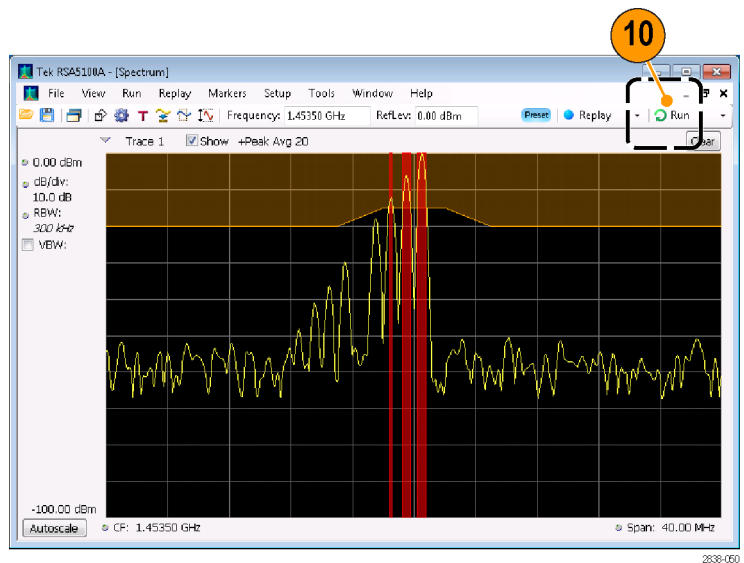 10
Tek RSA5100A - [Spectrum]
File View Run Replay Markers Setup Tools Window Help
T Frequency: 1.45350 GHz RefLev: 0.00 dBm Preset Replay Run
Trace 1 Show +Peak Avg 20 Clear
0.00 dBm
dB/div:
10.0 dB
RBW:
300 kHz
VBW:
-100.00 dBm
Autoscale CF: 1.45350 GHz Span: 40.00 MHz
2838-050